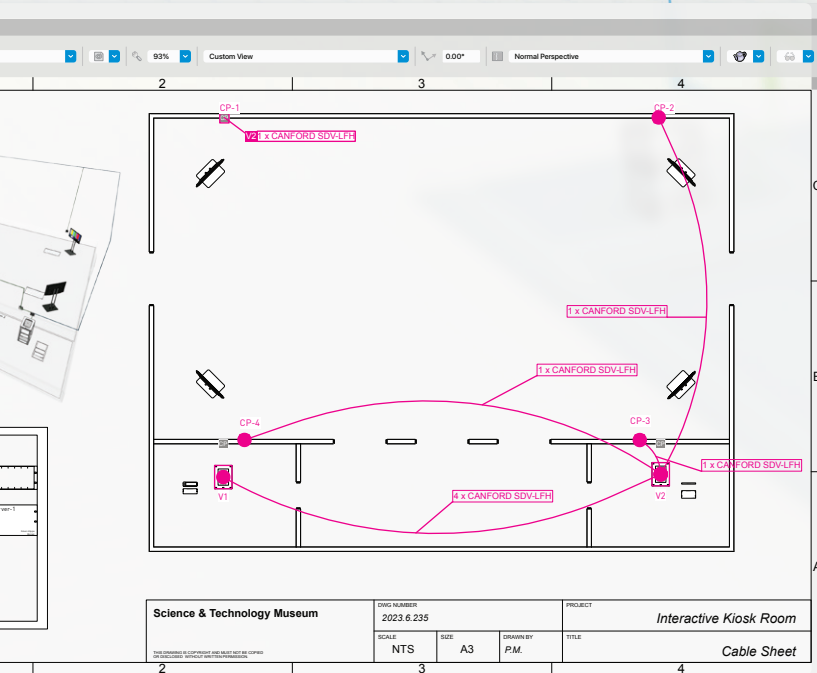 93%
Custom View
0.00°
Normal Perspective
2
3
4
CP-1
CP-2
V2 1 x CANFORD SDV-LFH
1 x CANFORD SDV-LFH
1 x CANFORD SDV-LFH
CP-4
CP-3
1 x CANFORD SDV-LFH
V1
4 x CANFORD SDV-LFH
V2
ver-1
A
Science & Technology Museum
DWG NUMBER
2023.6.235
PROJECT
Interactive Kiosk Room
SCALE
NTS
SIZE
A3
DRAWN BY
P.M.
TITLE
Cable Sheet
THIS DRAWING IS COPYRIGHT AND MUST NOT BE COPIED
OR DISCLOSED WITHOUT WRITTEN PERMISSION.
2
3
4